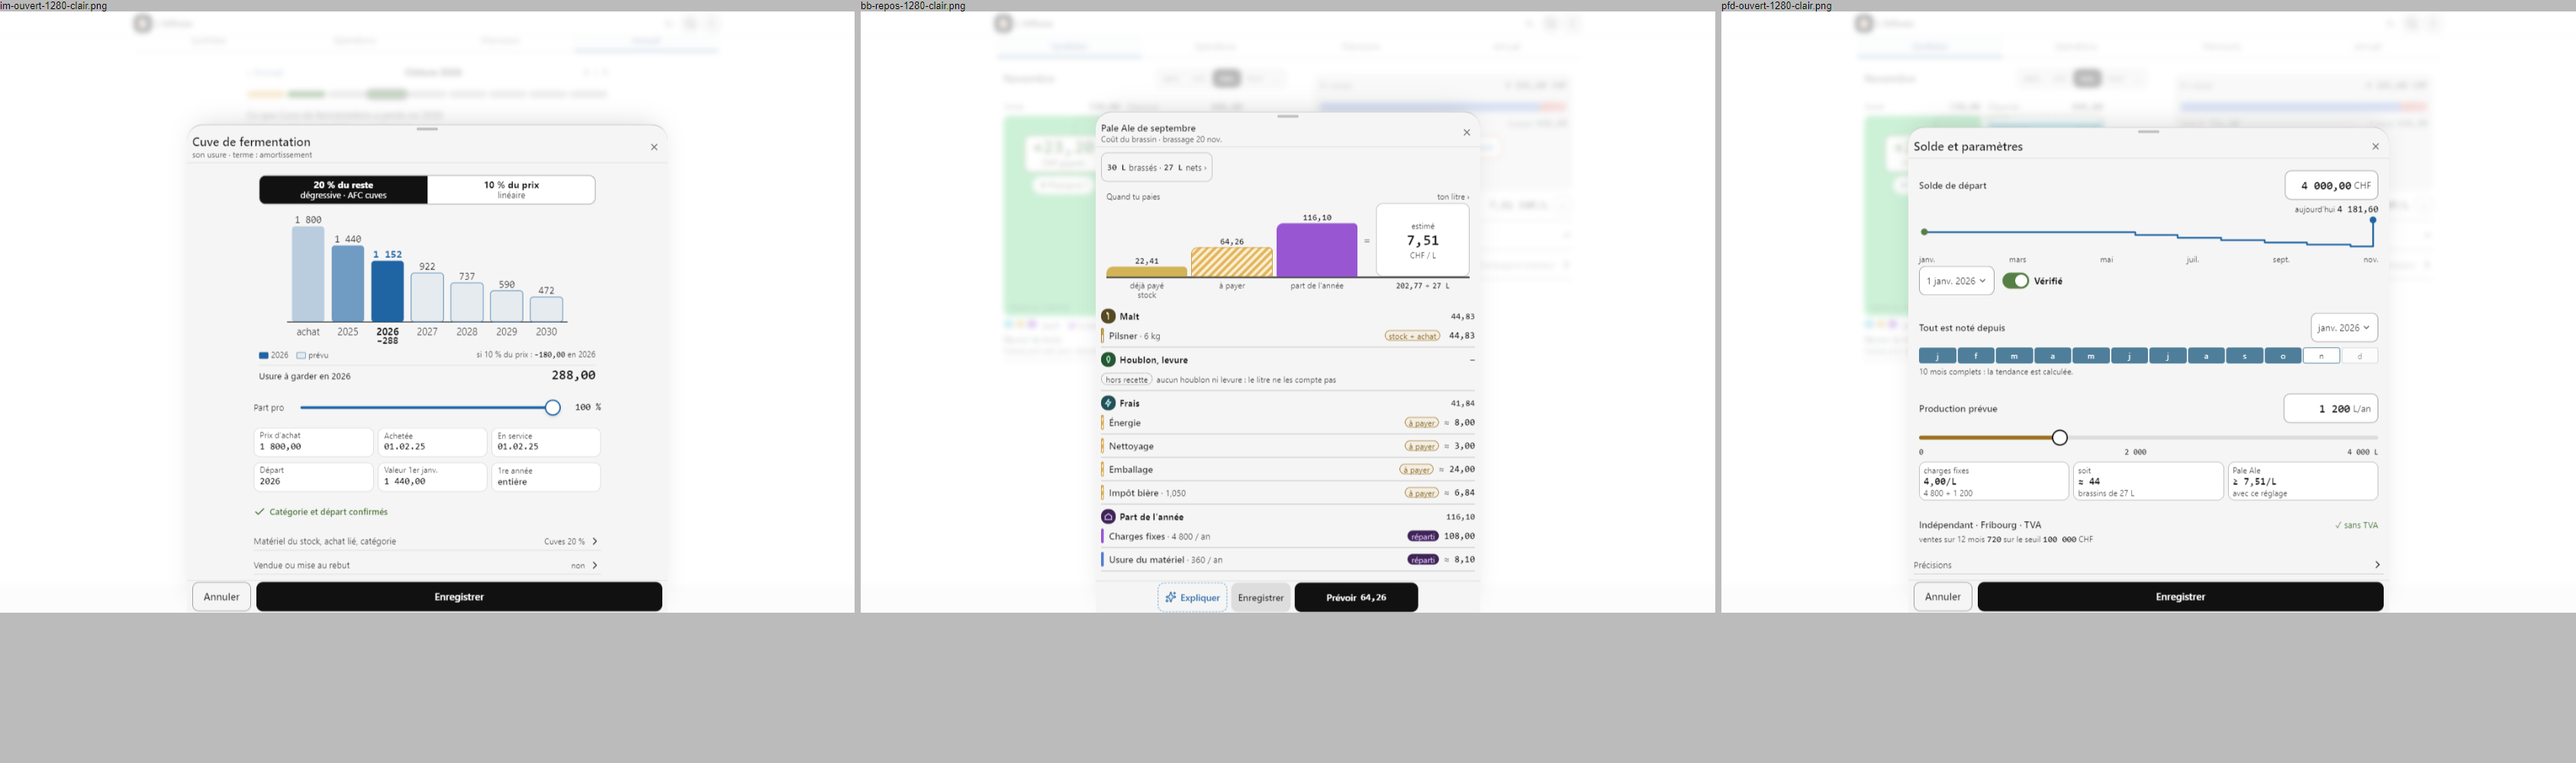 im-ouvert-1280-clair.png
Cuve de fermentation
son usure · terme : amortissement
×
20 % du reste
dégressive · AFC cuves
10 % du prix
linéaire
1 800
1 440
1 152
922
737
590
472
achat
2025
2026
2027
2028
2029
2030
−288
2026
prévu
si 10 % du prix : −180,00 en 2026
Usure à garder en 2026
288,00
Part pro
100 %
Prix d'achat
1 800,00
Achetée
01.02.25
En service
01.02.25
Départ
2026
Valeur 1er janv.
1 440,00
1re année
entière
✓ Catégorie et départ confirmés
Matériel du stock, achat lié, catégorie
Cuves 20 % >
Vendue ou mise au rebut
non >
Annuler
Enregistrer
bb-repos-1280-clair.png
Pale Ale de septembre
Coût du brassin · brassage 20 nov.
×
30 L brassés · 27 L nets ›
Quand tu paies
ton litre ›
22,41
64,26
116,10
=
estimé
7,51
CHF / L
déjà payé
stock
à payer
part de l'année
202,77 ÷ 27 L
Malt
44,83
Pilsner · 6 kg
stock + achat
44,83
Houblon, levure
–
hors recette
aucun houblon ni levure : le litre ne les compte pas
Frais
41,84
Énergie
à payer
≈ 8,00
Nettoyage
à payer
≈ 3,00
Emballage
à payer
≈ 24,00
Impôt bière · 1,050
à payer
≈ 6,84
Part de l'année
116,10
Charges fixes · 4 800 / an
réparti
108,00
Usure du matériel · 360 / an
réparti
≈ 8,10
Expliquer
Enregistrer
Prévoir 64,26
pfd-ouvert-1280-clair.png
Solde et paramètres
×
Solde de départ
4 000,00 CHF
aujourd'hui 4 181,60
janv.
mars
mai
juil.
sept.
nov.
1 janv. 2026
Vérifié
Tout est noté depuis
janv. 2026
j
f
m
a
m
j
j
a
s
o
n
d
10 mois complets : la tendance est calculée.
Production prévue
1 200 L/an
0
2 000
4 000 L
charges fixes
4,00/L
4 800 ÷ 1 200
soit
≈ 44
brassins de 27 L
Pale Ale
≥ 7,51/L
avec ce réglage
Indépendant · Fribourg · TVA
✓ sans TVA
ventes sur 12 mois 720 sur le seuil 100 000 CHF
Précisions
>
Annuler
Enregistrer